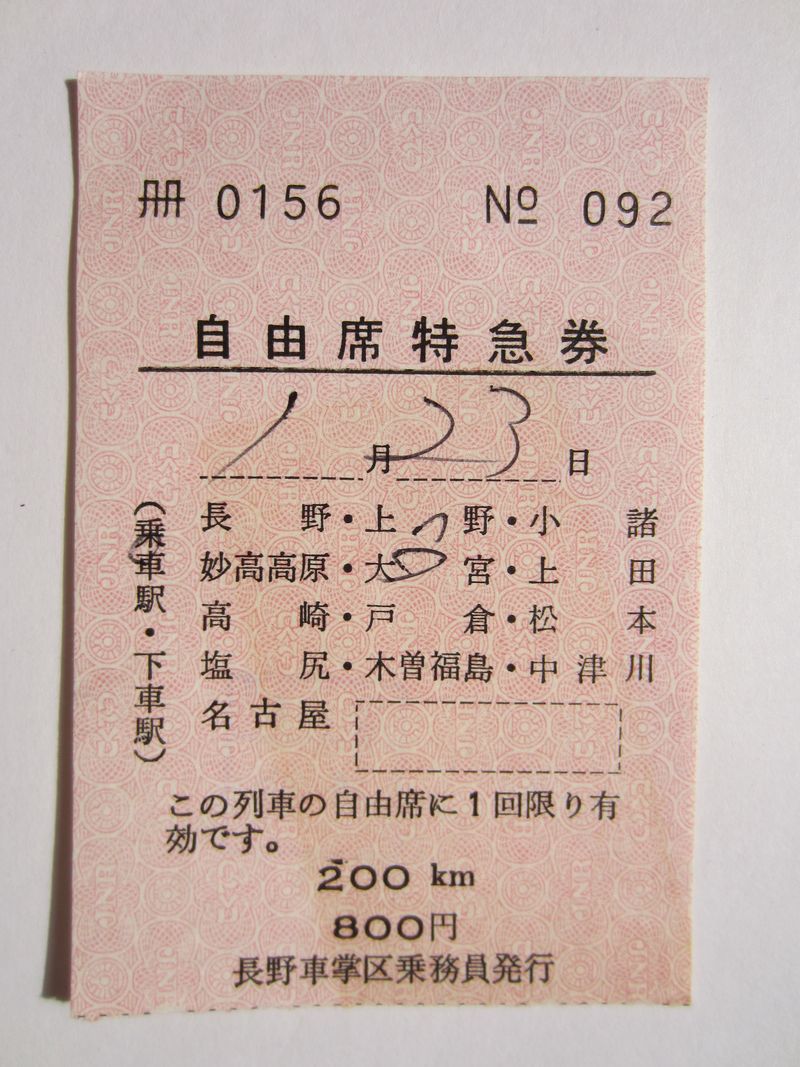 冊 0156 No 092
自由席特急券
1月23日
(乗車駅・下車駅)
長野・上野・小諸
妙高高原・大宮・上田
高崎・戸倉・松本
塩尻・木曽福島・中津川
名古屋
この列車の自由席に1回限り有
効です。
200 km
800円
長野車掌区乗務員発行